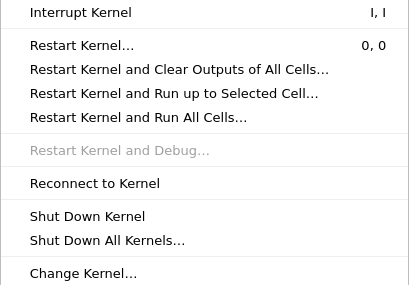 Interrupt Kernel I, I
Restart Kernel… 0, 0
Restart Kernel and Clear Outputs of All Cells…
Restart Kernel and Run up to Selected Cell…
Restart Kernel and Run All Cells…
Restart Kernel and Debug…
Reconnect to Kernel
Shut Down Kernel
Shut Down All Kernels…
Change Kernel…